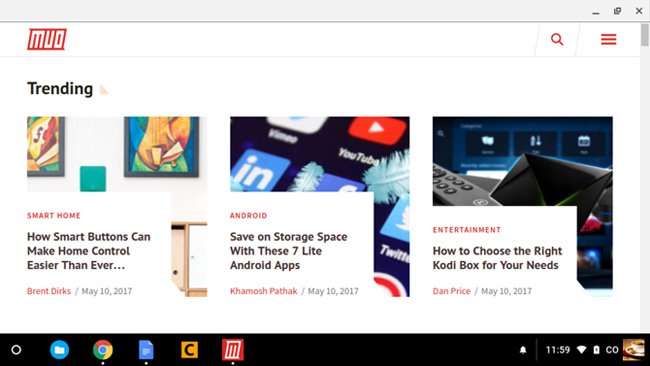 MUO
Trending
Vimeo
YouTube
in
Twitte
SMART HOME
How Smart Buttons Can
Make Home Control
Easier Than Ever...
Brent Dirks / May 10, 2017
ANDROID
Save on Storage Space
With These 7 Lite
Android Apps
Khamosh Pathak / May 10, 2017
ENTERTAINMENT
How to Choose the Right
Kodi Box for Your Needs
Dan Price / May 10, 2017
C
M
11:59
CO